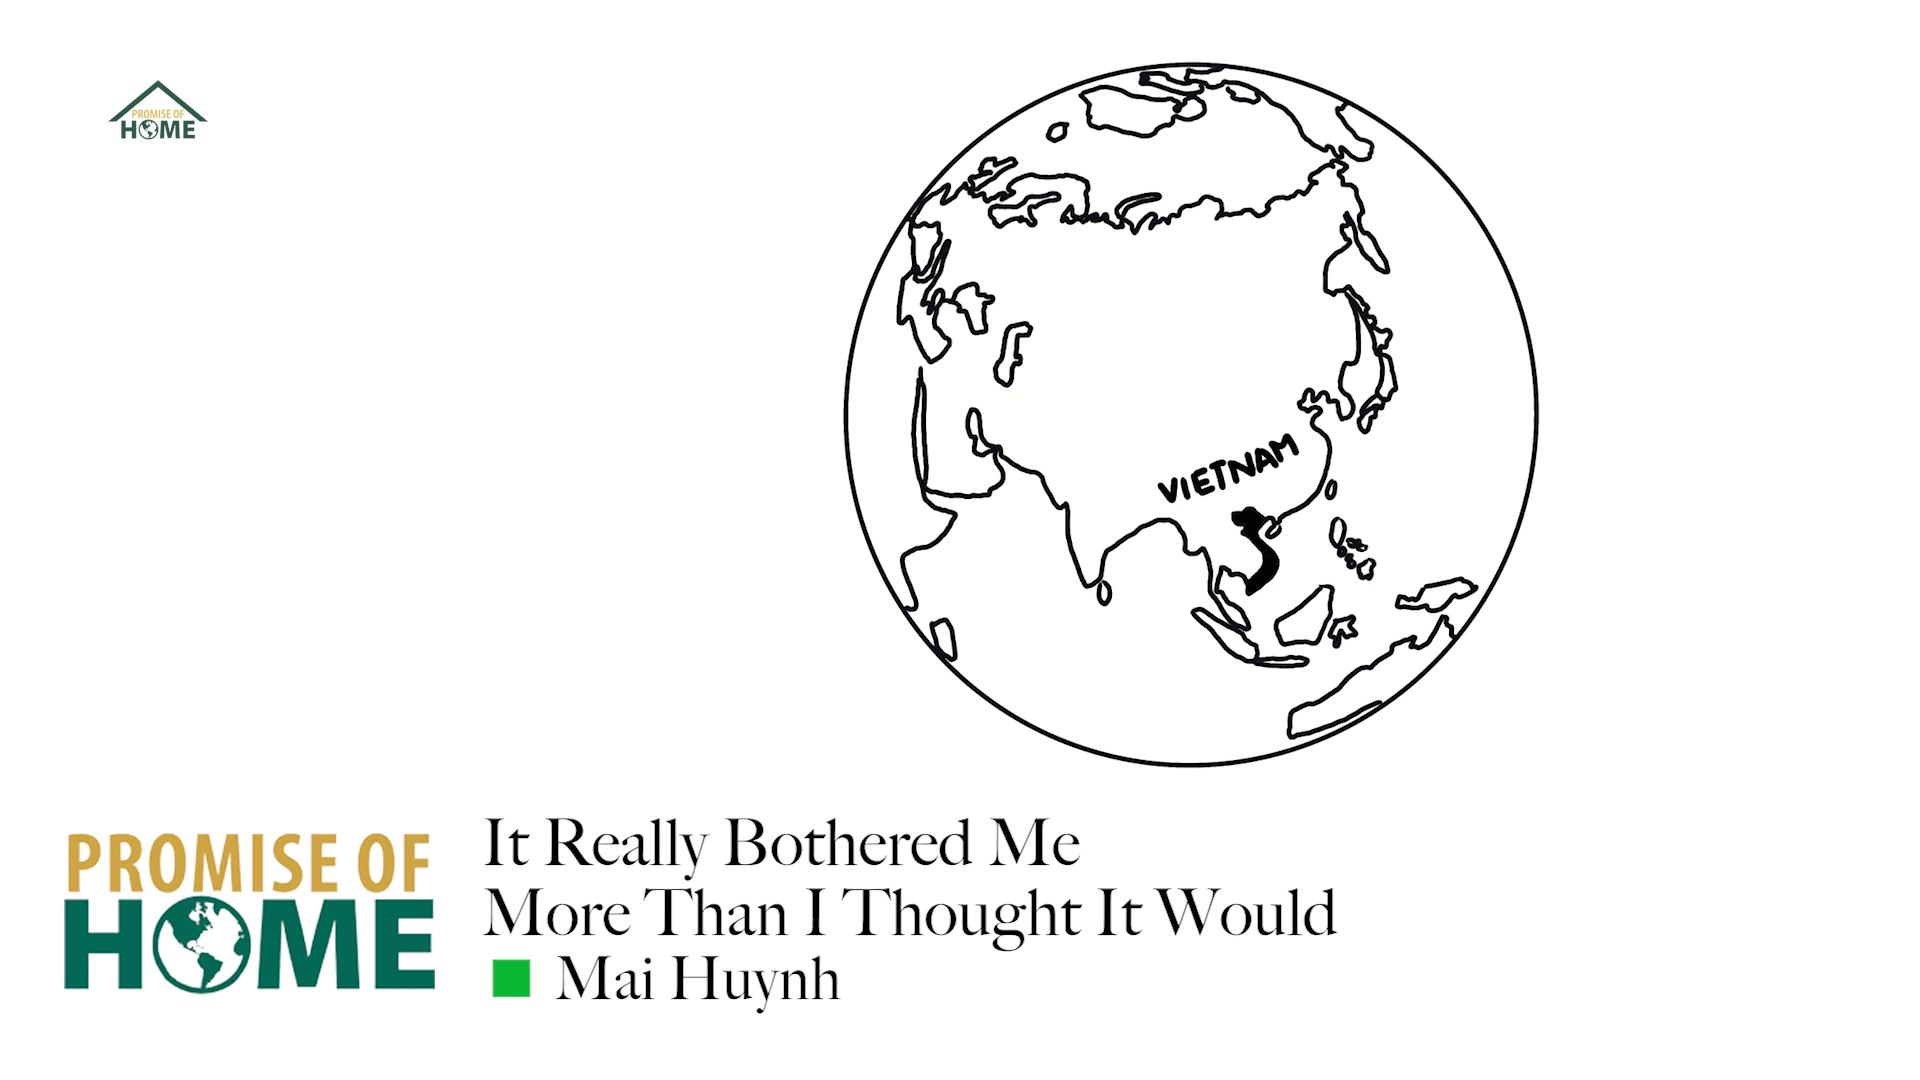 PROMISE OF
HOME
VIETNAM
PROMISE OF
HOME
It Really Bothered Me
More Than I Thought It Would
Mai Huynh